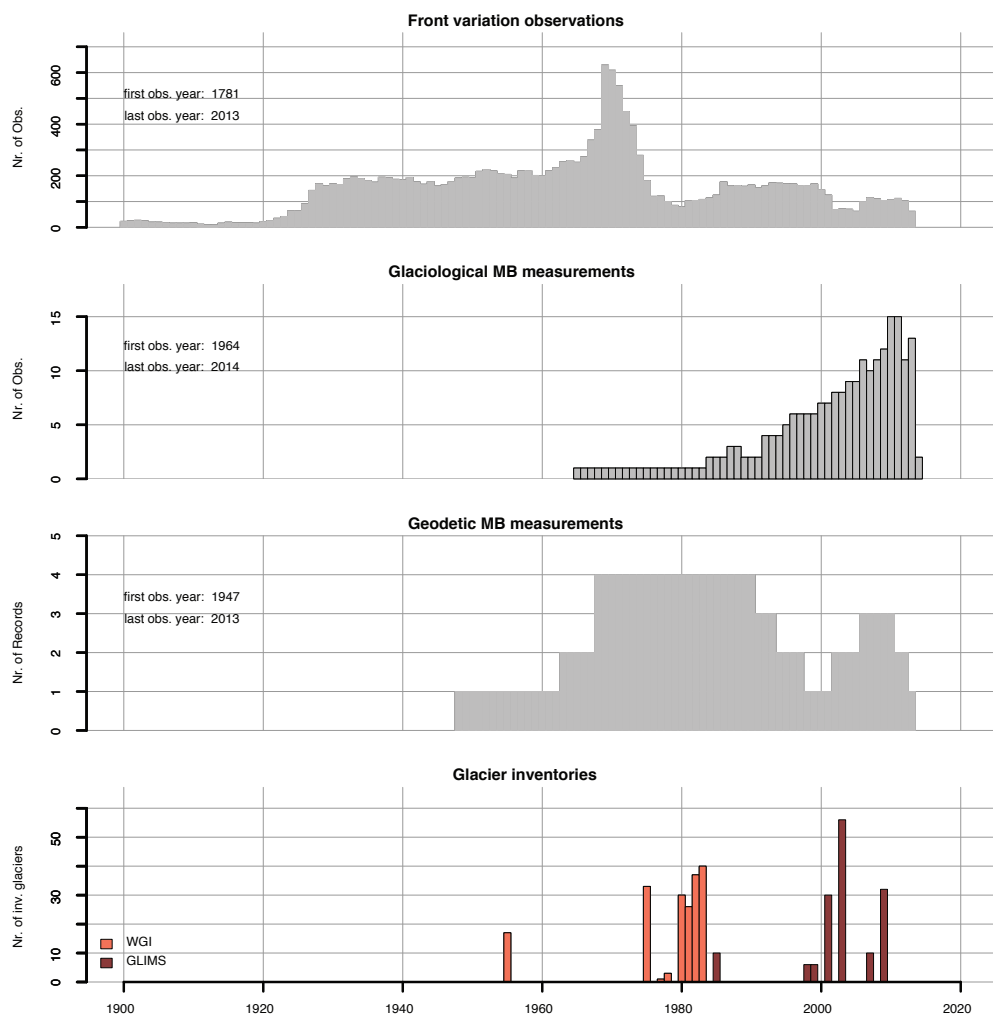 Front variation observations
Nr. of Obs.
600
400
200
0
first obs. year: 1781
last obs. year: 2013
Glaciological MB measurements
Nr. of Obs.
15
10
5
0
first obs. year: 1964
last obs. year: 2014
Geodetic MB measurements
Nr. of Records
5
4
3
2
1
0
first obs. year: 1947
last obs. year: 2013
Glacier inventories
Nr. of inv. glaciers
50
30
10
0
WGI
GLIMS
1900 1920 1940 1960 1980 2000 2020